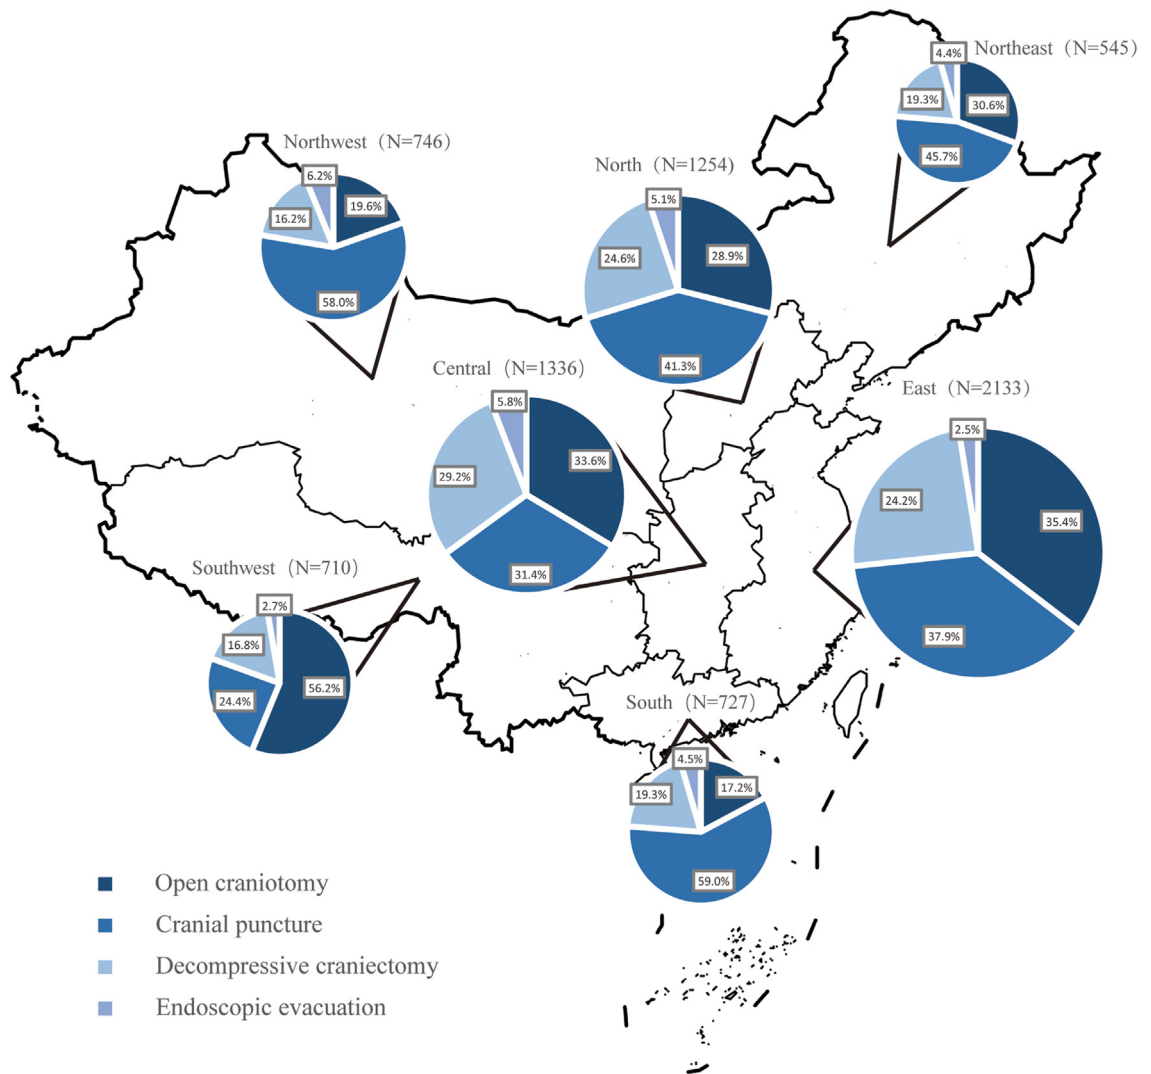 Northeast（N=545）
4.4%
19.3%
30.6%
45.7%
Northwest（N=746）
6.2%
16.2%
19.6%
58.0%
North（N=1254）
5.1%
24.6%
28.9%
41.3%
Central（N=1336）
5.8%
29.2%
33.6%
31.4%
East（N=2133）
2.5%
24.2%
35.4%
37.9%
Southwest（N=710）
2.7%
16.8%
24.4%
56.2%
South（N=727）
4.5%
19.3%
17.2%
59.0%
Open craniotomy
Cranial puncture
Decompressive craniectomy
Endoscopic evacuation